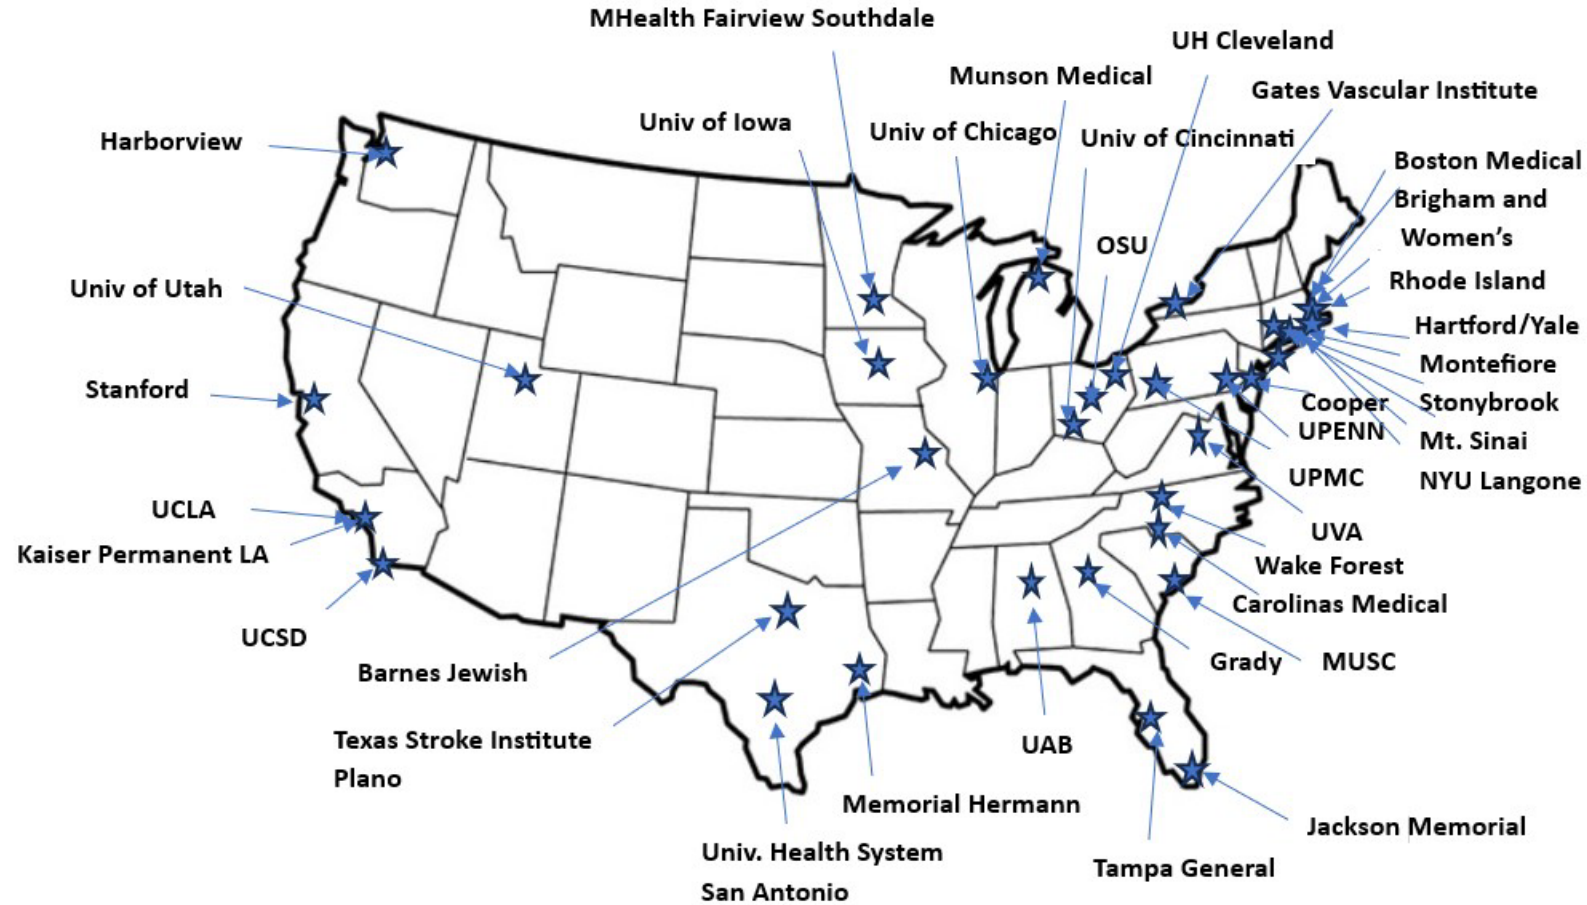 MHealth Fairview Southdale
UH Cleveland
Munson Medical
Gates Vascular Institute
Univ of Iowa
Univ of Chicago
Univ of Cincinnati
Harborview
Boston Medical
Brigham and
Women's
OSU
Rhode Island
Univ of Utah
Hartford/Yale
Montefiore
Stanford
Cooper
Stonybrook
UPENN
Mt. Sinai
UPMC
NYU Langone
UCLA
UVA
Kaiser Permanent LA
Wake Forest
Carolinas Medical
UCSD
Barnes Jewish
Grady
MUSC
Texas Stroke Institute
Plano
UAB
Memorial Hermann
Jackson Memorial
Univ. Health System
San Antonio
Tampa General